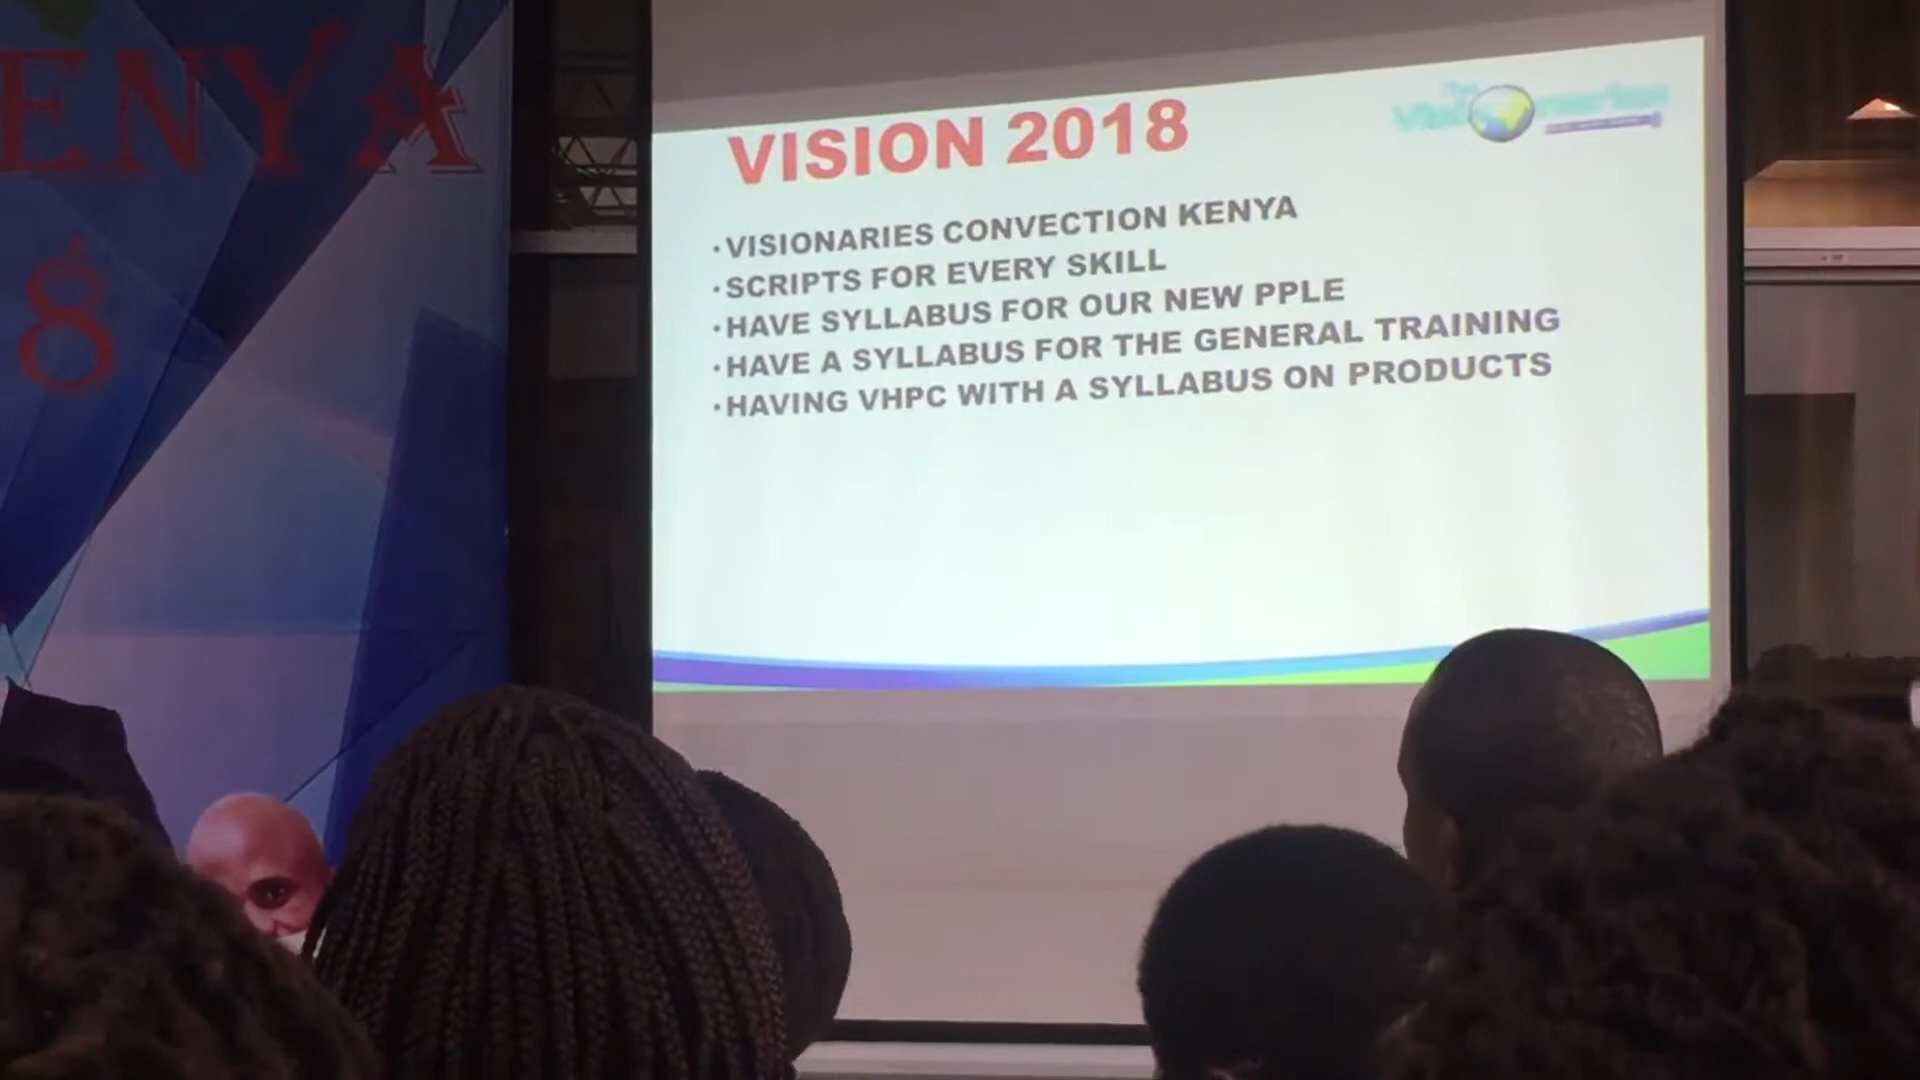 ENYA
8
VISION 2018
• VISIONARIES CONVECTION KENYA
• SCRIPTS FOR EVERY SKILL
• HAVE SYLLABUS FOR OUR NEW PPLE
• HAVE A SYLLABUS FOR THE GENERAL TRAINING
• HAVING VHPC WITH A SYLLABUS ON PRODUCTS